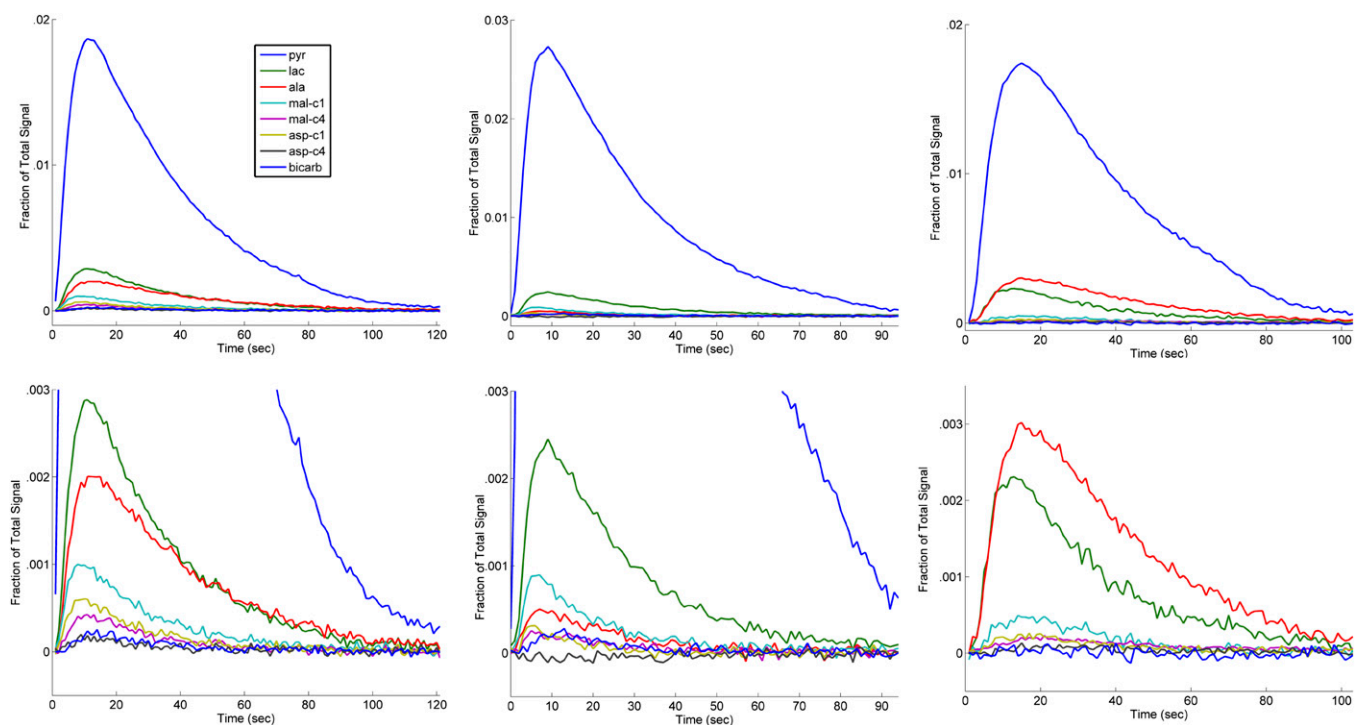 .02
.01
0
Fraction of Total Signal
pyr
lac
ala
mal-c1
mal-c4
asp-c1
asp-c4
bicarb
0 20 40 60 80 100 120
Time (sec)
0.03
0.02
0.01
0
Fraction of Total Signal
0 10 20 30 40 50 60 70 80 90
Time (sec)
.02
.01
0
Fraction of Total Signal
0 20 40 60 80 100
Time (sec)
.003
.002
.001
0
Fraction of Total Signal
0 20 40 60 80 100 120
Time (sec)
.003
.002
.001
0
Fraction of Total Signal
0 10 20 30 40 50 60 70 80 90
Time (sec)
.003
.002
.001
0
Fraction of Total Signal
0 20 40 60 80 100
Time (sec)